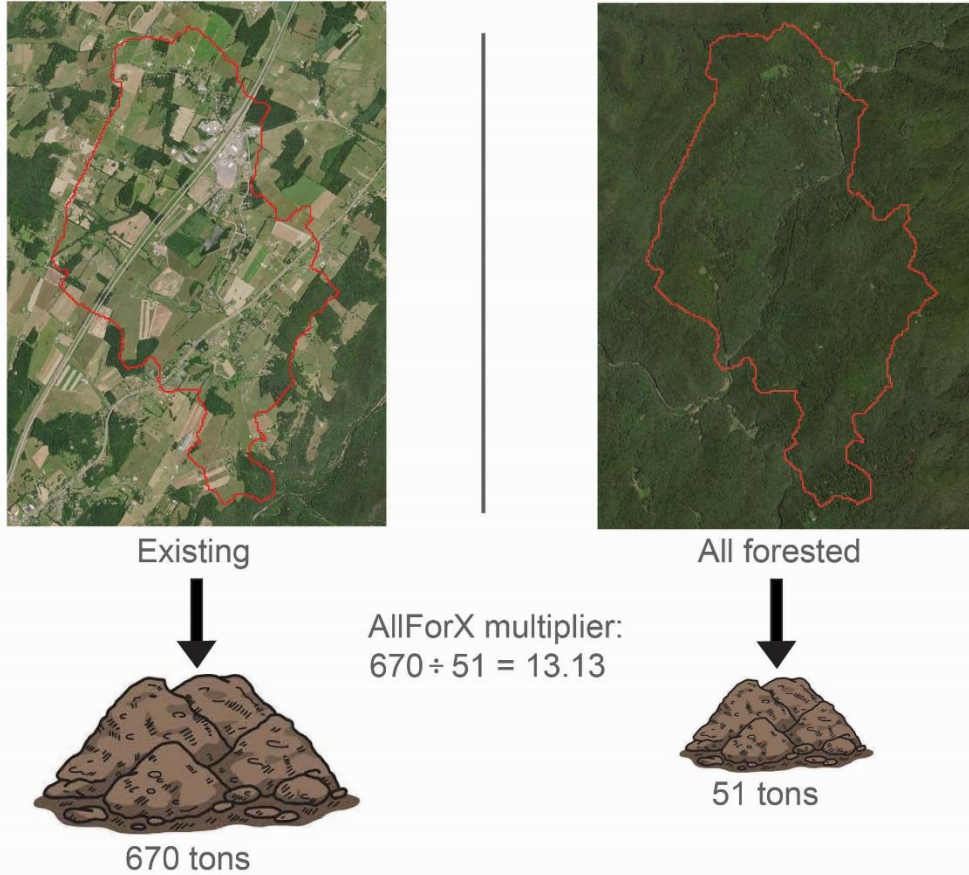 Existing
All forested
AllForX multiplier:
670 ÷ 51 = 13.13
670 tons
51 tons